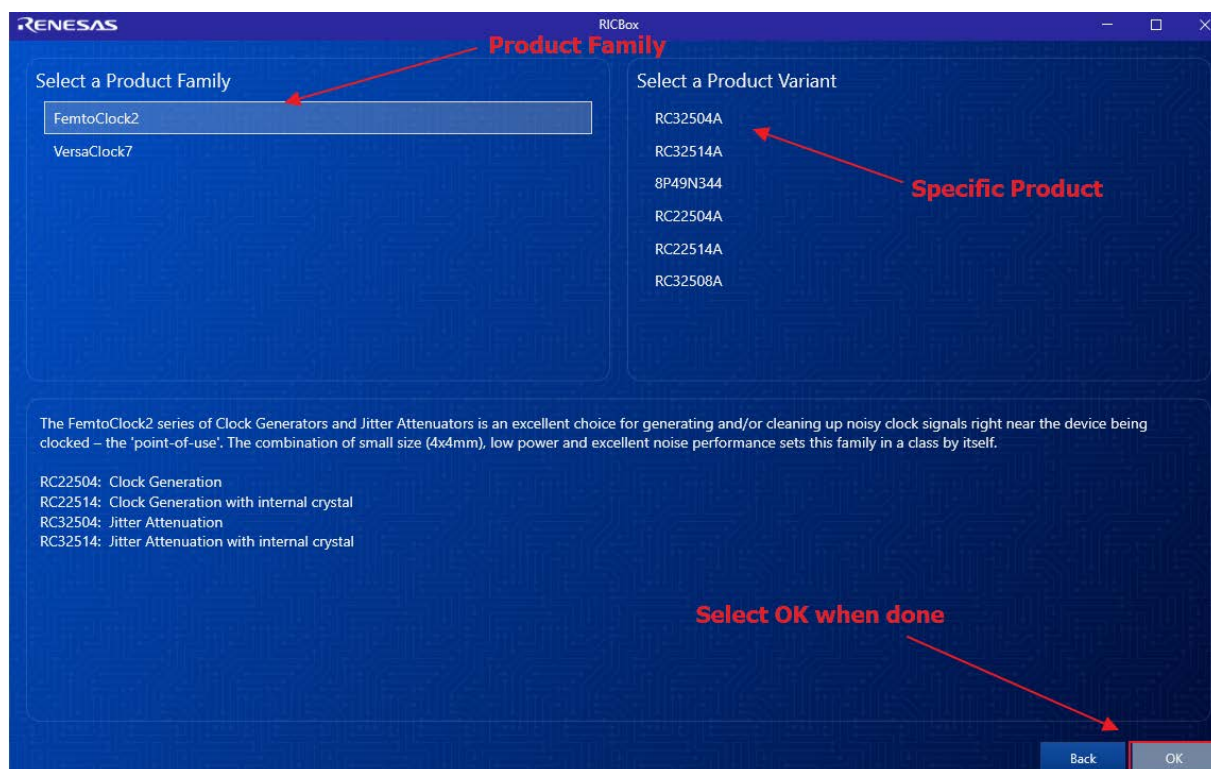 RENESAS
RICBox
Product Family
Select a Product Family
FemtoClock2
VersaClock7
Select a Product Variant
RC32504A
RC32514A
8P49N344
RC22504A
RC22514A
RC32508A
Specific Product
The FemtoClock2 series of Clock Generators and Jitter Attenuators is an excellent choice for generating and/or cleaning up noisy clock signals right near the device being
clocked – the 'point-of-use'. The combination of small size (4x4mm), low power and excellent noise performance sets this family in a class by itself.
RC22504: Clock Generation
RC22514: Clock Generation with internal crystal
RC32504: Jitter Attenuation
RC32514: Jitter Attenuation with internal crystal
Select OK when done
Back
OK